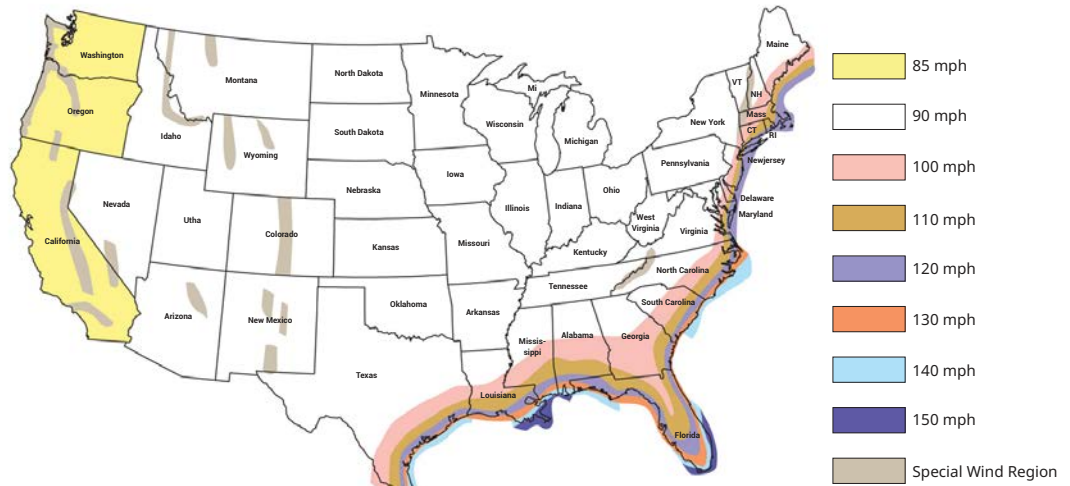 Washington
Oregon
California
Nevada
Idaho
Montana
Wyoming
Utha
Colorado
Arizona
New Mexico
North Dakota
South Dakota
Nebraska
Kansas
Oklahoma
Texas
Minnesota
Iowa
Missouri
Arkansas
Louisiana
Wisconsin
Illinois
Mi
Michigan
Indiana
Ohio
Kentucky
Tennessee
Missis-
sippi
Alabama
Georgia
Florida
South Carolina
North Carolina
Virginia
West
Virginia
Pennsylvania
New York
VT
NH
Maine
Mass
CT
RI
Newjersey
Delaware
Maryland
85 mph
90 mph
100 mph
110 mph
120 mph
130 mph
140 mph
150 mph
Special Wind Region